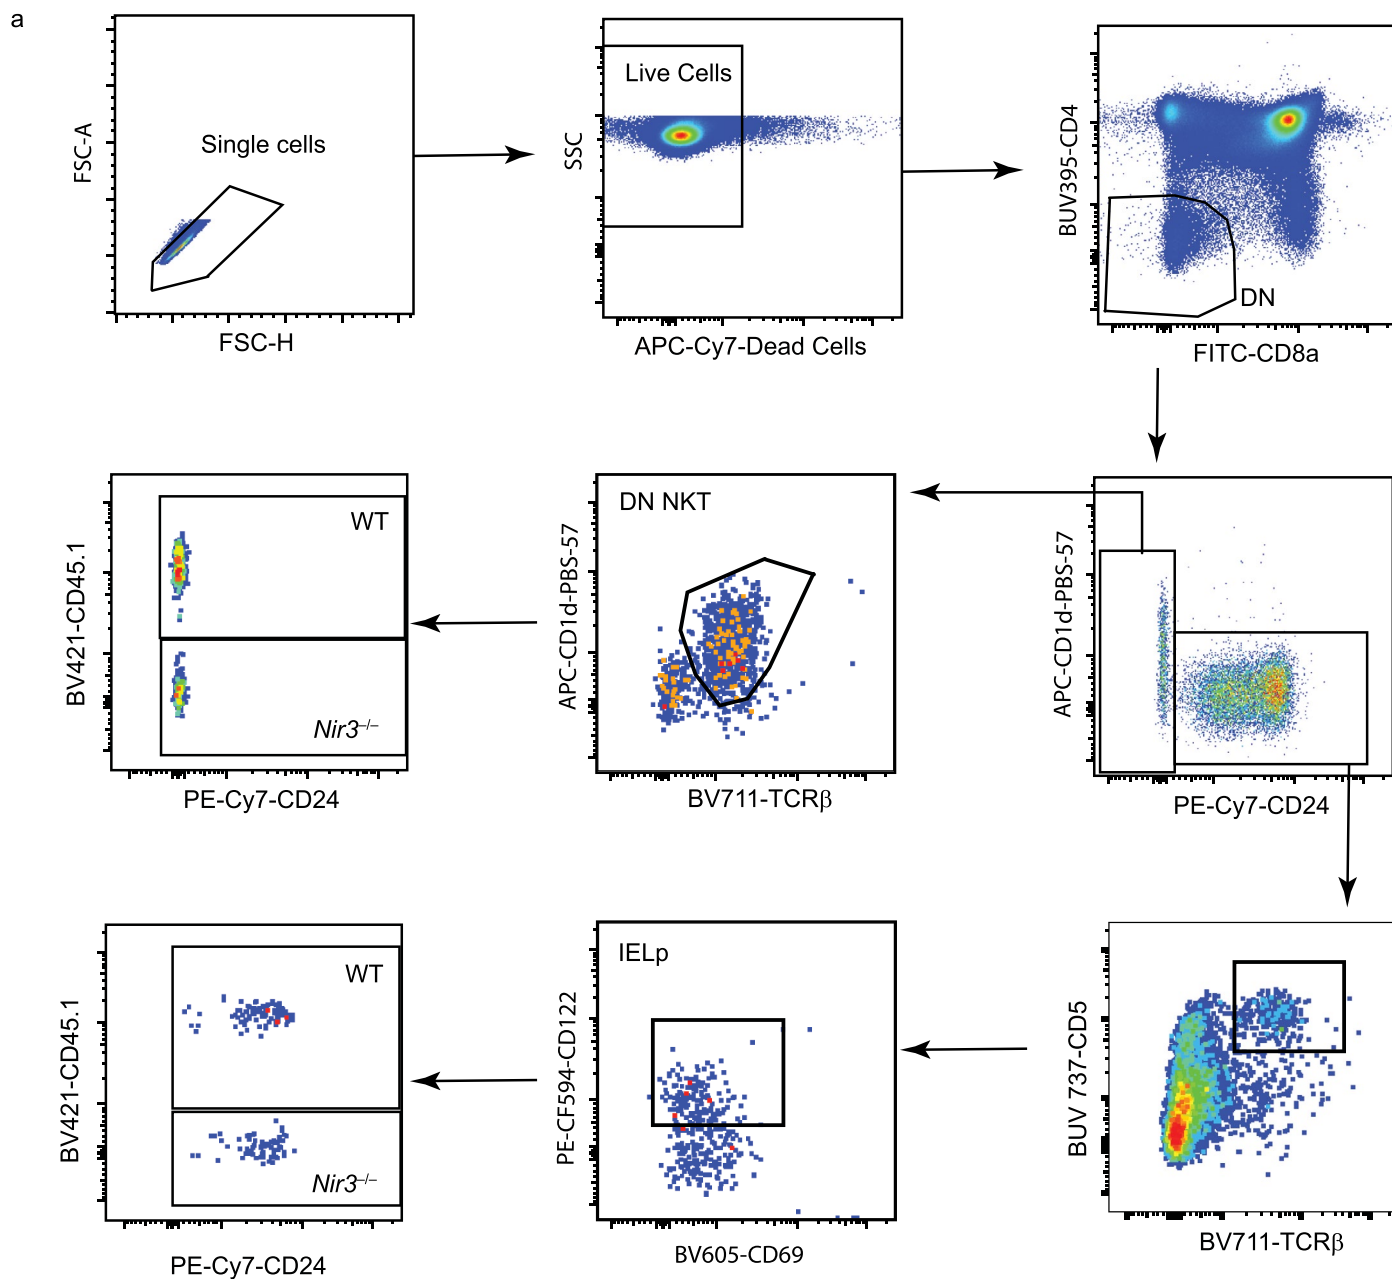 a
FSC-A
Single cells
FSC-H
SSC
Live Cells
APC-Cy7-Dead Cells
BUV395-CD4
DN
FITC-CD8a
BV421-CD45.1
WT
Nir3–/–
PE-Cy7-CD24
APC-CD1d-PBS-57
DN NKT
BV711-TCRβ
APC-CD1d-PBS-57
PE-Cy7-CD24
BV421-CD45.1
WT
Nir3–/–
PE-Cy7-CD24
PE-CF594-CD122
IELp
BV605-CD69
BUV 737-CD5
BV711-TCRβ